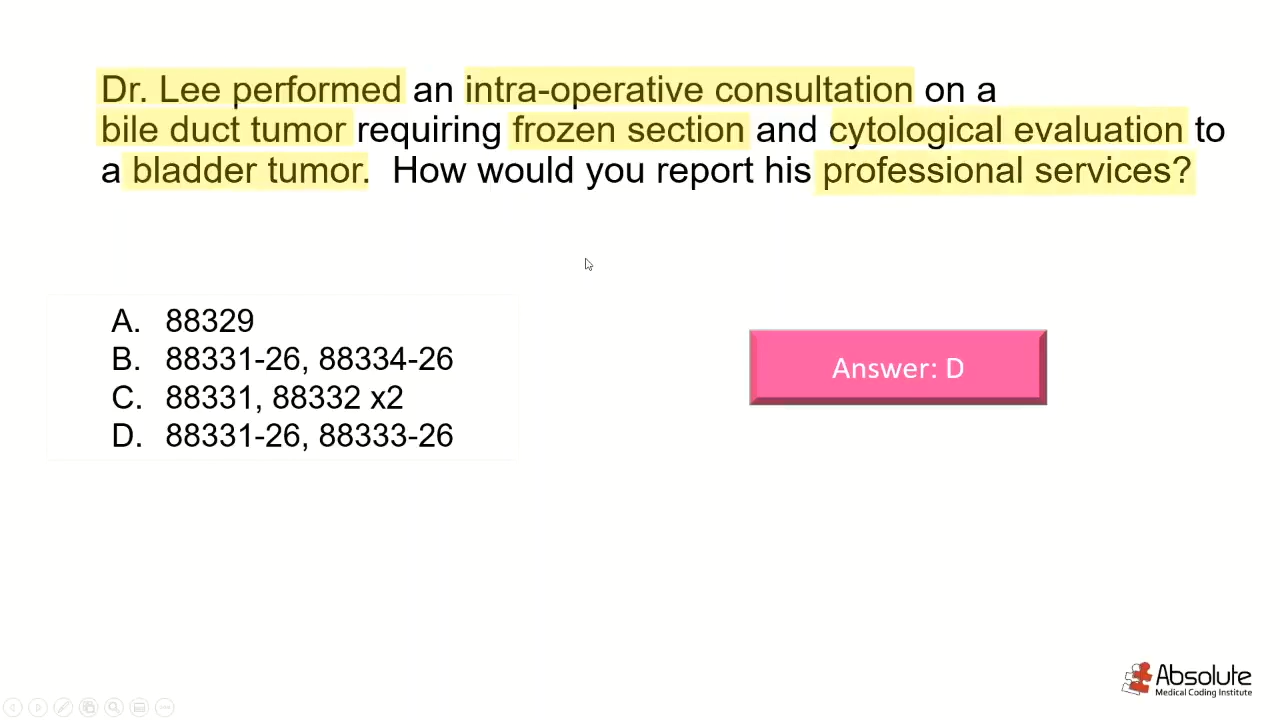 Dr. Lee performed an intra-operative consultation on a
bile duct tumor requiring frozen section and cytological evaluation to
a bladder tumor. How would you report his professional services?
A. 88329
B. 88331-26, 88334-26
C. 88331, 88332 x2
D. 88331-26, 88333-26
Answer: D
Absolute
Medical Coding Institute